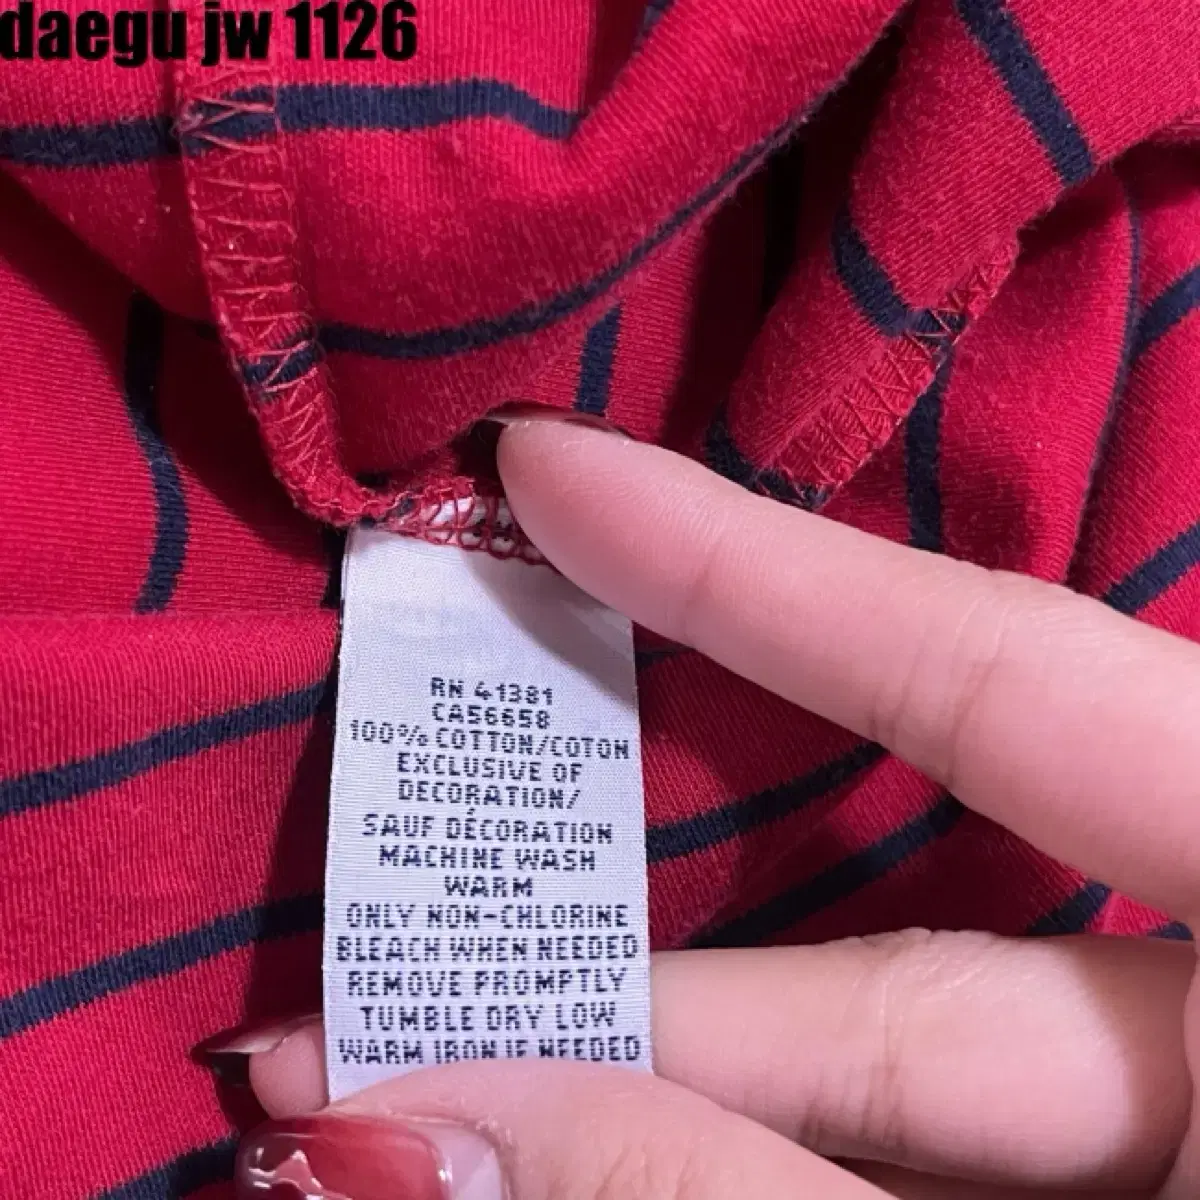 daegu jw 1126
RN 41381
CA56658
100% COTTON/COTON
EXCLUSIVE OF
DECORATION/
SAUF DÉCORATION
MACHINE WASH
WARM
ONLY NON-CHLORINE
BLEACH WHEN NEEDED
REMOVE PROMPTLY
TUMBLE DRY LOW
WARM IRON IF NEEDED